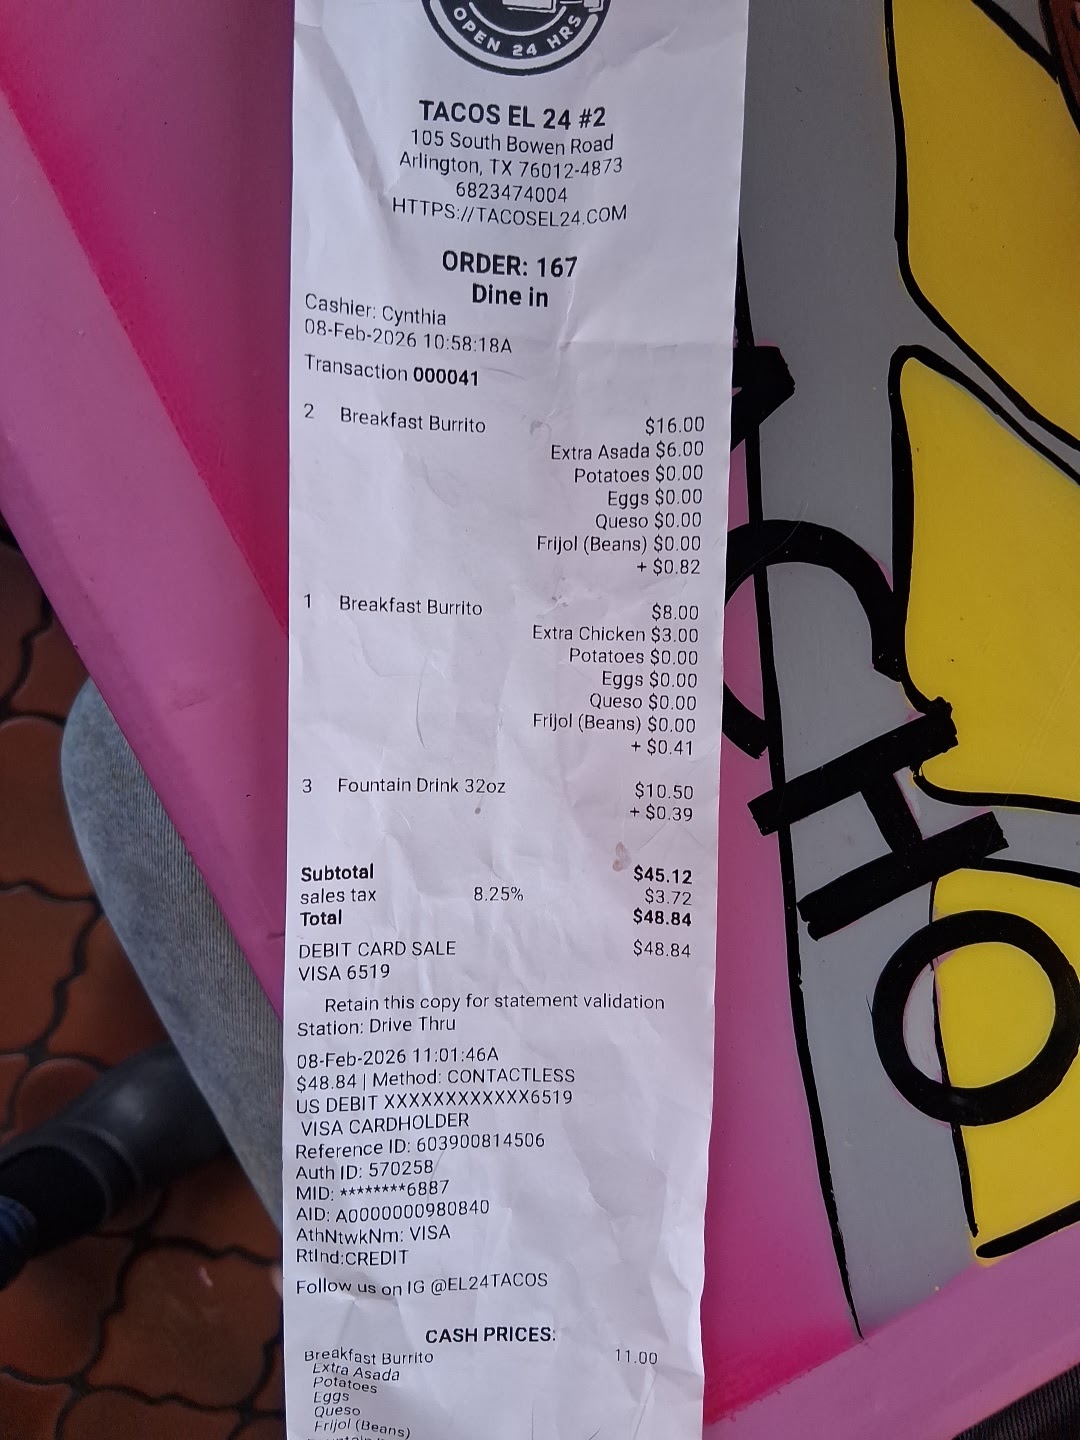 OPEN 24 HRS
TACOS EL 24 #2
105 South Bowen Road
Arlington, TX 76012-4873
6823474004
HTTPS://TACOSEL24.COM
ORDER: 167
Dine in
Cashier: Cynthia
08-Feb-2026 10:58:18A
Transaction 000041
2 Breakfast Burrito $16.00
Extra Asada $6.00
Potatoes $0.00
Eggs $0.00
Queso $0.00
Frijol (Beans) $0.00
+ $0.82
1 Breakfast Burrito $8.00
Extra Chicken $3.00
Potatoes $0.00
Eggs $0.00
Queso $0.00
Frijol (Beans) $0.00
+ $0.41
3 Fountain Drink 32oz $10.50
+ $0.39
Subtotal $45.12
sales tax 8.25% $3.72
Total $48.84
DEBIT CARD SALE $48.84
VISA 6519
Retain this copy for statement validation
Station: Drive Thru
08-Feb-2026 11:01:46A
$48.84 | Method: CONTACTLESS
US DEBIT XXXXXXXXXXXX6519
VISA CARDHOLDER
Reference ID: 603900814506
Auth ID: 570258
MID: ********6887
AID: A0000000980840
AthNtwkNm: VISA
RtInd:CREDIT
Follow us on IG @EL24TACOS
CASH PRICES:
Breakfast Burrito 11.00
Extra Asada
Potatoes
Eggs
Queso
Frijol (Beans)